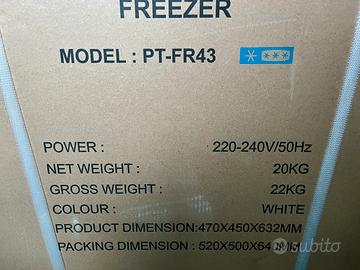 FREEZER
MODEL : PT-FR43
POWER : 220-240V/50Hz
NET WEIGHT : 20KG
GROSS WEIGHT : 22KG
COLOUR : WHITE
PRODUCT DIMENSION:470X450X632MM
PACKING DIMENSION : 520X500X64
subito